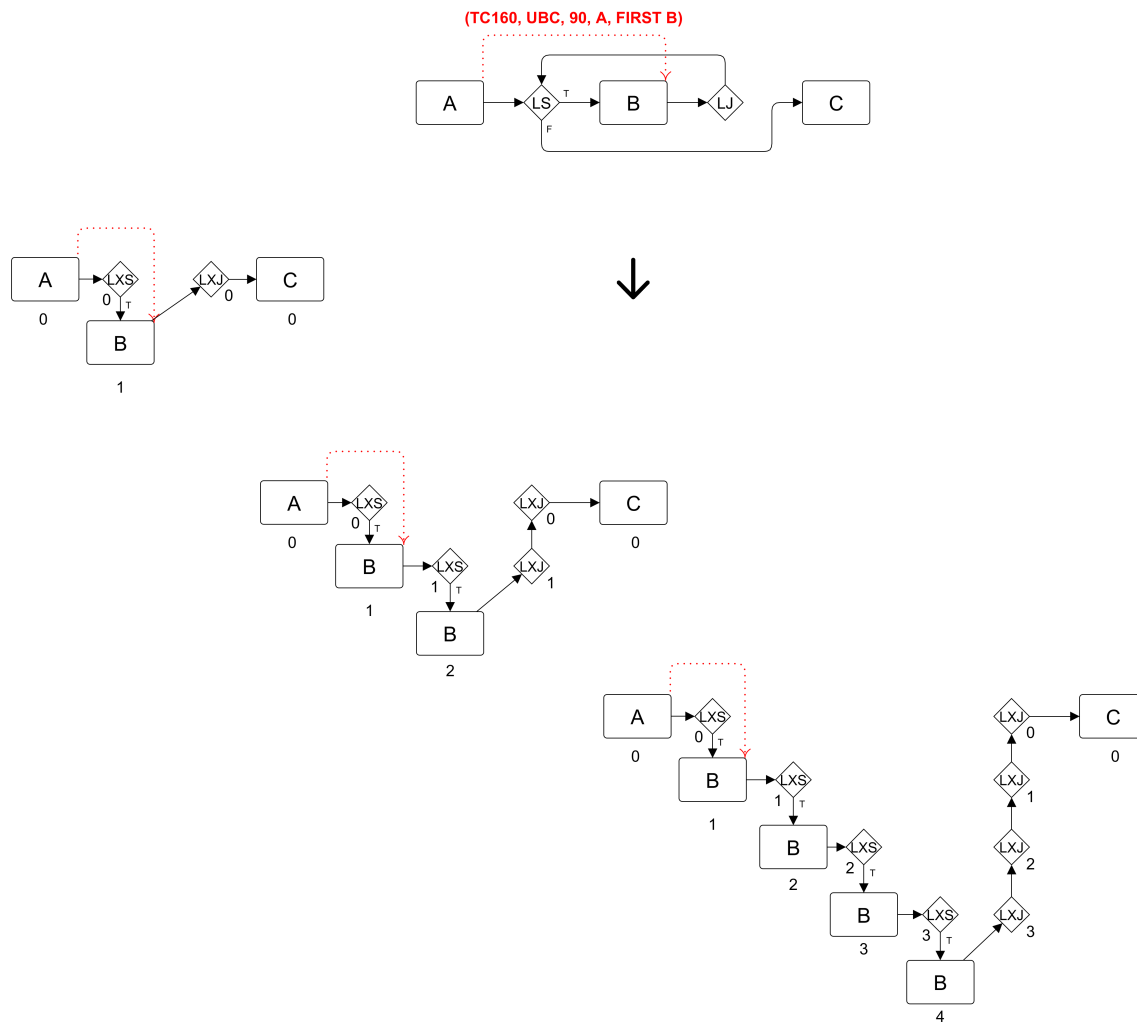 (TC160, UBC, 90, A, FIRST B)
A LS T B LJ C
F
A LXS LXJ C
0 T 0
0 0
B
1
A LXS LXJ C
0 T 0
0 0
B LXS LXJ
1 T 1
1
B
2
A LXS LXJ C
0 T 0
0 0
B LXS LXJ
1 T 1
1
B LXS LXJ
2 T 2
2
B LXS LXJ
3 T 3
3
B
4